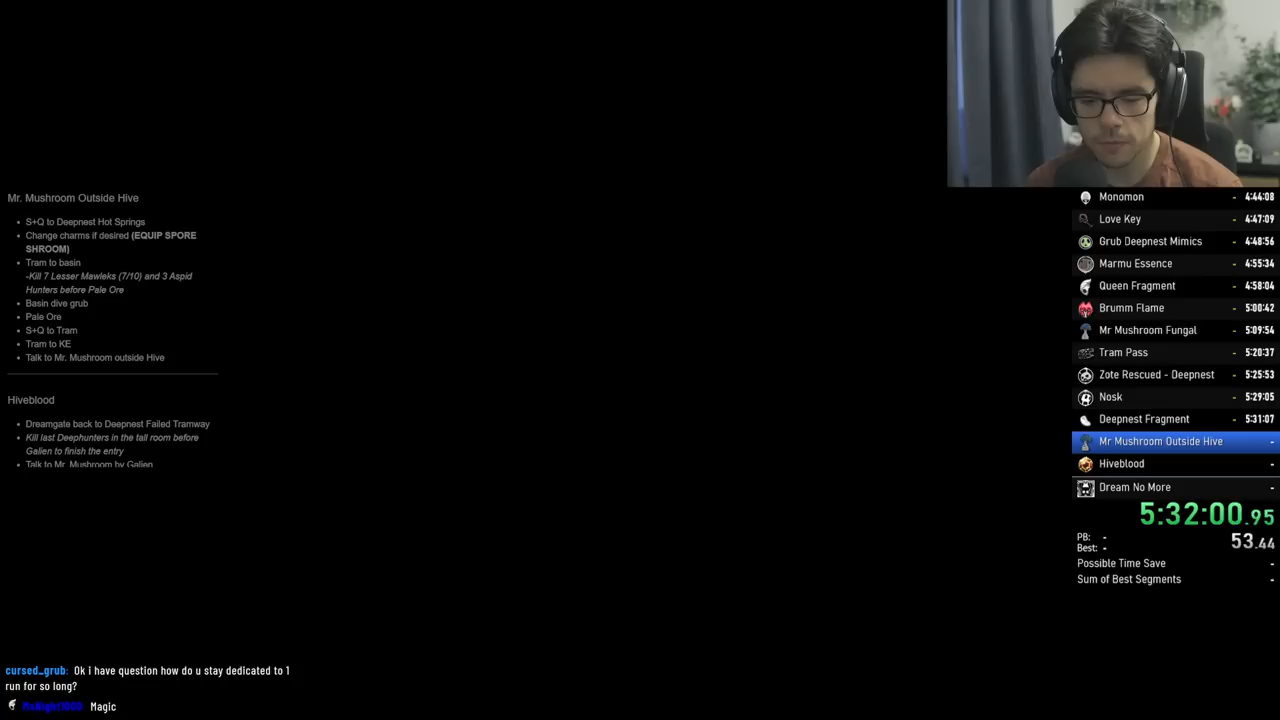 Mr. Mushroom Outside Hive
• S+Q to Deepnest Hot Springs
• Change charms if desired (EQUIP SPORE
SHROOM)
• Tram to basin
-Kill 7 Lesser Mawleks (7/10) and 3 Aspid
Hunters before Pale Ore
• Basin dive grub
• Pale Ore
• S+Q to Tram
• Tram to KE
• Talk to Mr. Mushroom outside Hive
Hiveblood
• Dreamgate back to Deepnest Failed Tramway
• Kill last Deephunters in the tall room before
Galien to finish the entry
• Talk to Mr. Mushroom by Galien
Monomon - 4:44:08
Love Key - 4:47:09
Grub Deepnest Mimics - 4:48:56
Marmu Essence - 4:55:34
Queen Fragment - 4:58:04
Brumm Flame - 5:00:42
Mr Mushroom Fungal - 5:09:54
Tram Pass - 5:20:37
Zote Rescued - Deepnest - 5:25:53
Nosk - 5:29:05
Deepnest Fragment - 5:31:07
Mr Mushroom Outside Hive -
Hiveblood -
Dream No More -
5:32:00.95
PB: - 53.44
Best: -
Possible Time Save -
Sum of Best Segments -
cursed_grub: Ok i have question how do u stay dedicated to 1
run for so long?
Magic